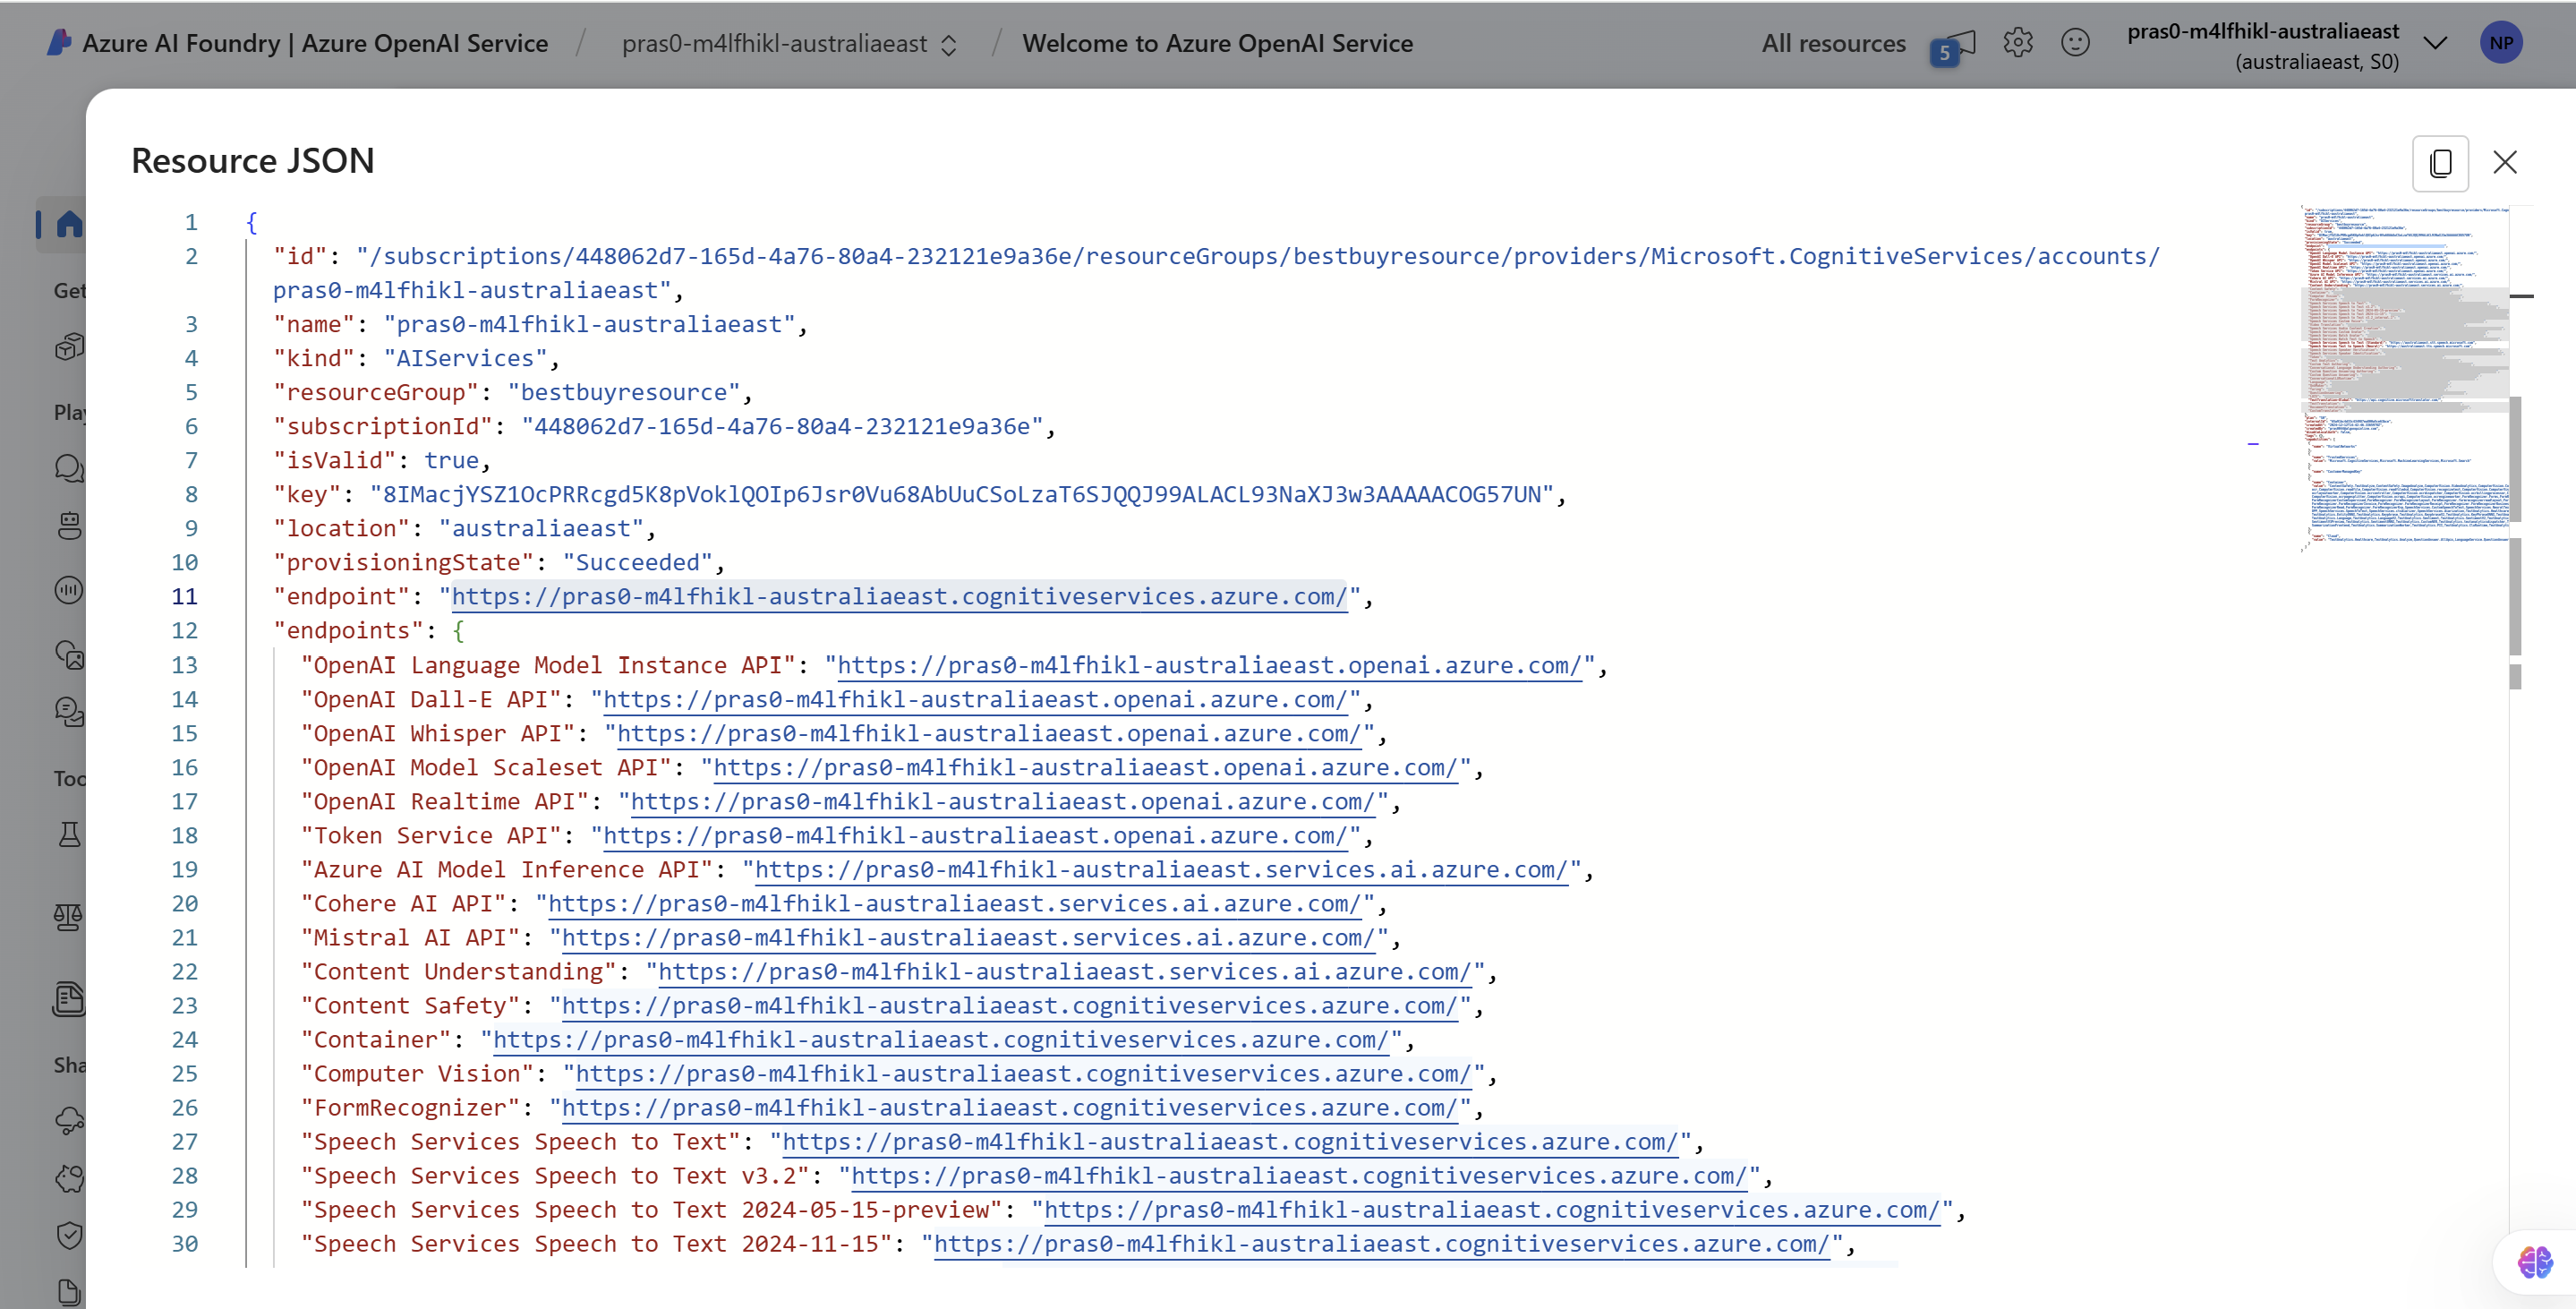 Azure AI Foundry | Azure OpenAI Service / pras0-m4lfhikl-australiaeast / Welcome to Azure OpenAI Service All resources 5 pras0-m4lfhikl-australiaeast NP
(australiaeast, S0)
Resource JSON
1 {
2 "id": "/subscriptions/448062d7-165d-4a76-80a4-232121e9a36e/resourceGroups/bestbuyresource/providers/Microsoft.CognitiveServices/accounts/
pras0-m4lfhikl-australiaeast",
3 "name": "pras0-m4lfhikl-australiaeast",
4 "kind": "AIServices",
5 "resourceGroup": "bestbuyresource",
6 "subscriptionId": "448062d7-165d-4a76-80a4-232121e9a36e",
7 "isValid": true,
8 "key": "8IMacjYSZ1OcPRRcgd5K8pVoklQOIp6Jsr0Vu68AbUuCSoLzaT6SJQQJ99ALACL93NaXJ3w3AAAAACOG57UN",
9 "location": "australiaeast",
10 "provisioningState": "Succeeded",
11 "endpoint": "https://pras0-m4lfhikl-australiaeast.cognitiveservices.azure.com/",
12 "endpoints": {
13 "OpenAI Language Model Instance API": "https://pras0-m4lfhikl-australiaeast.openai.azure.com/",
14 "OpenAI Dall-E API": "https://pras0-m4lfhikl-australiaeast.openai.azure.com/",
15 "OpenAI Whisper API": "https://pras0-m4lfhikl-australiaeast.openai.azure.com/",
16 "OpenAI Model Scaleset API": "https://pras0-m4lfhikl-australiaeast.openai.azure.com/",
17 "OpenAI Realtime API": "https://pras0-m4lfhikl-australiaeast.openai.azure.com/",
18 "Token Service API": "https://pras0-m4lfhikl-australiaeast.openai.azure.com/",
19 "Azure AI Model Inference API": "https://pras0-m4lfhikl-australiaeast.services.ai.azure.com/",
20 "Cohere AI API": "https://pras0-m4lfhikl-australiaeast.services.ai.azure.com/",
21 "Mistral AI API": "https://pras0-m4lfhikl-australiaeast.services.ai.azure.com/",
22 "Content Understanding": "https://pras0-m4lfhikl-australiaeast.services.ai.azure.com/",
23 "Content Safety": "https://pras0-m4lfhikl-australiaeast.cognitiveservices.azure.com/",
24 "Container": "https://pras0-m4lfhikl-australiaeast.cognitiveservices.azure.com/",
25 "Computer Vision": "https://pras0-m4lfhikl-australiaeast.cognitiveservices.azure.com/",
26 "FormRecognizer": "https://pras0-m4lfhikl-australiaeast.cognitiveservices.azure.com/",
27 "Speech Services Speech to Text": "https://pras0-m4lfhikl-australiaeast.cognitiveservices.azure.com/",
28 "Speech Services Speech to Text v3.2": "https://pras0-m4lfhikl-australiaeast.cognitiveservices.azure.com/",
29 "Speech Services Speech to Text 2024-05-15-preview": "https://pras0-m4lfhikl-australiaeast.cognitiveservices.azure.com/",
30 "Speech Services Speech to Text 2024-11-15": "https://pras0-m4lfhikl-australiaeast.cognitiveservices.azure.com/",
Get
Play
Too
Sha